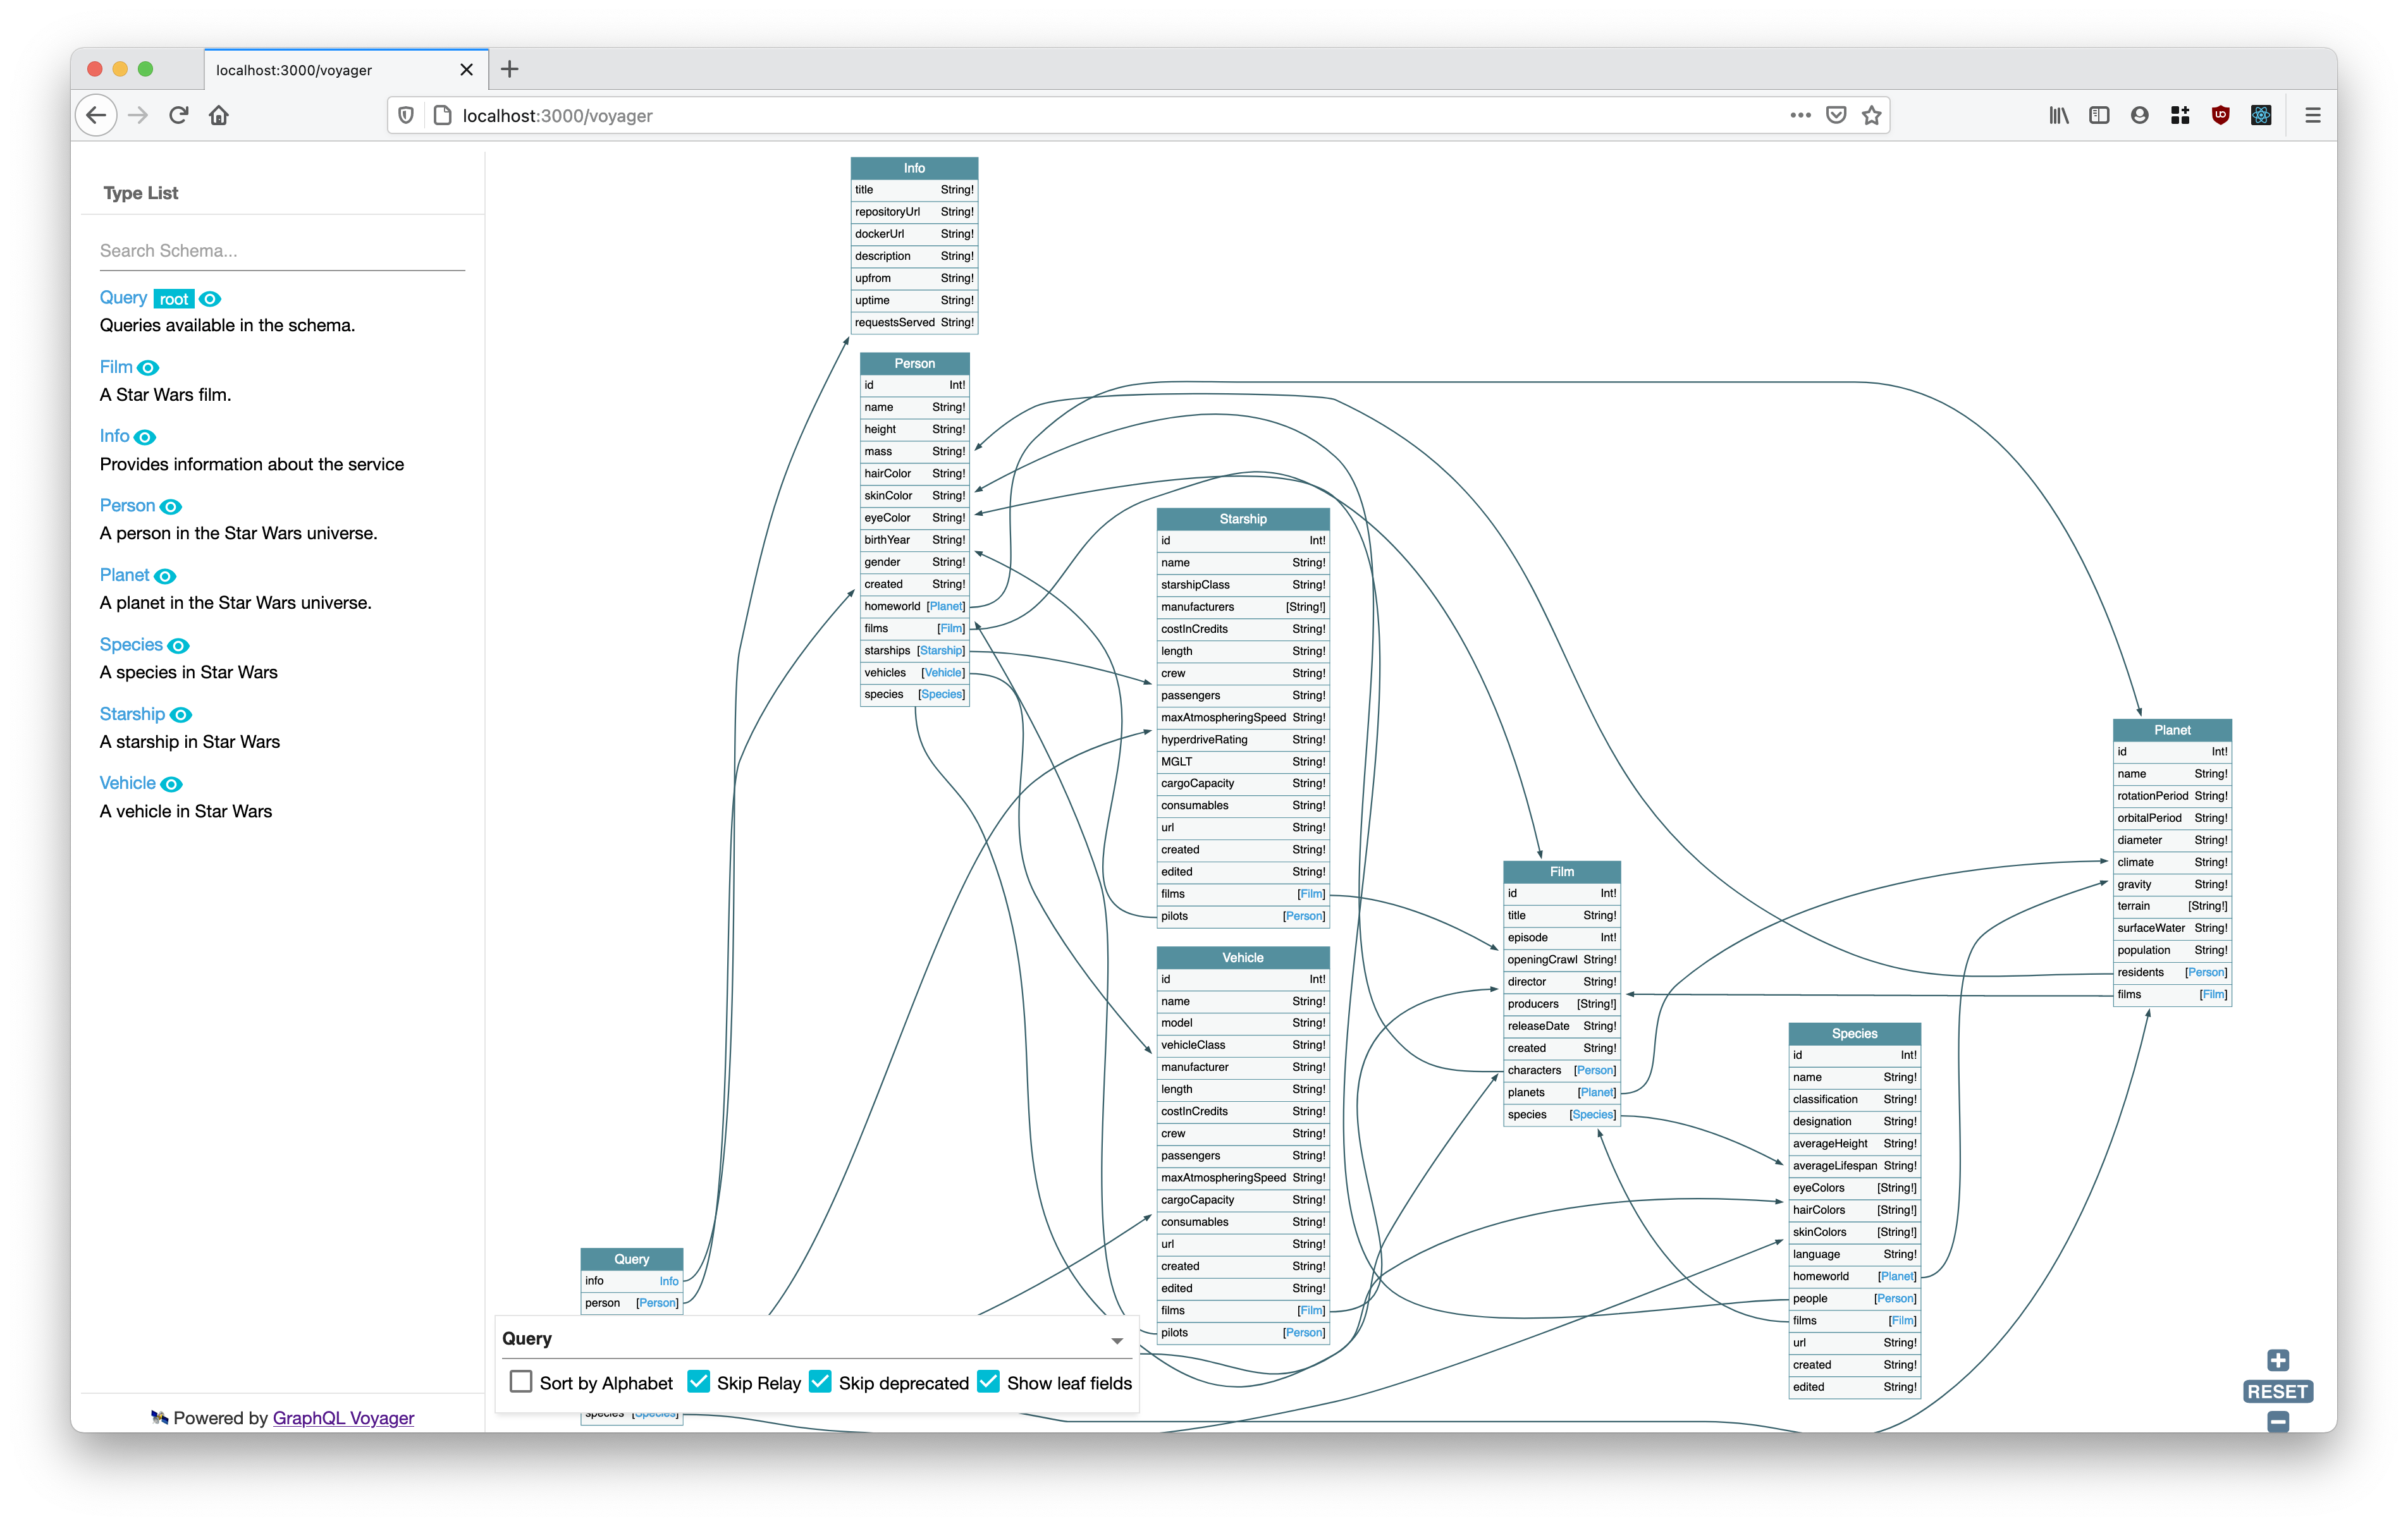 localhost:3000/voyager
localhost:3000/voyager
Type List
Search Schema...
Query root
Queries available in the schema.
Film
A Star Wars film.
Info
Provides information about the service
Person
A person in the Star Wars universe.
Planet
A planet in the Star Wars universe.
Species
A species in Star Wars
Starship
A starship in Star Wars
Vehicle
A vehicle in Star Wars
Powered by GraphQL Voyager
Info
title String!
repositoryUrl String!
dockerUrl String!
description String!
upfrom String!
uptime String!
requestsServed String!
Person
id Int!
name String!
height String!
mass String!
hairColor String!
skinColor String!
eyeColor String!
birthYear String!
gender String!
created String!
homeworld [Planet]
films [Film]
starships [Starship]
vehicles [Vehicle]
species [Species]
Starship
id Int!
name String!
starshipClass String!
manufacturers [String!]
costInCredits String!
length String!
crew String!
passengers String!
maxAtmospheringSpeed String!
hyperdriveRating String!
MGLT String!
cargoCapacity String!
consumables String!
url String!
created String!
edited String!
films [Film]
pilots [Person]
Vehicle
id Int!
name String!
model String!
vehicleClass String!
manufacturer String!
length String!
costInCredits String!
crew String!
passengers String!
maxAtmospheringSpeed String!
cargoCapacity String!
consumables String!
url String!
created String!
edited String!
films [Film]
pilots [Person]
Film
id Int!
title String!
episode Int!
openingCrawl String!
director String!
producers [String!]
releaseDate String!
created String!
characters [Person]
planets [Planet]
species [Species]
Planet
id Int!
name String!
rotationPeriod String!
orbitalPeriod String!
diameter String!
climate String!
gravity String!
terrain [String!]
surfaceWater String!
population String!
residents [Person]
films [Film]
Species
id Int!
name String!
classification String!
designation String!
averageHeight String!
averageLifespan String!
eyeColors [String!]
hairColors [String!]
skinColors [String!]
language String!
homeworld [Planet]
people [Person]
films [Film]
url String!
created String!
edited String!
Query
info Info
person [Person]
species [Species]
Query
Sort by Alphabet Skip Relay Skip deprecated Show leaf fields
RESET